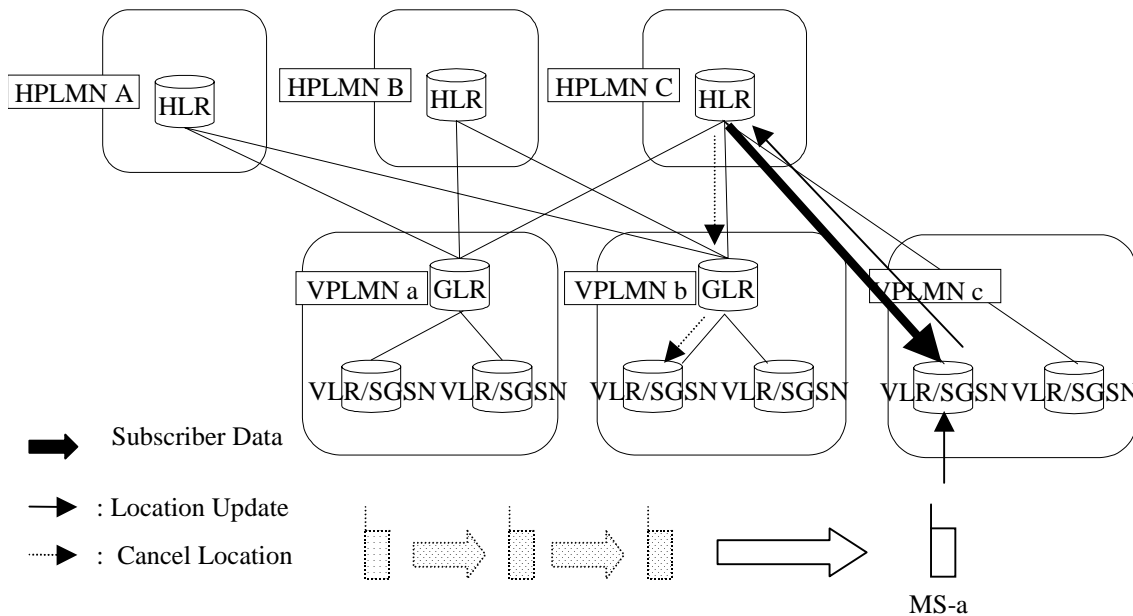 HPLMN A
HLR
HPLMN B
HLR
HPLMN C
HLR
VPLMN a
GLR
VPLMN b
GLR
VPLMN c
VLR/SGSN
VLR/SGSN
VLR/SGSN
VLR/SGSN
VLR/SGSN
VLR/SGSN
Subscriber Data
: Location Update
: Cancel Location
MS-a